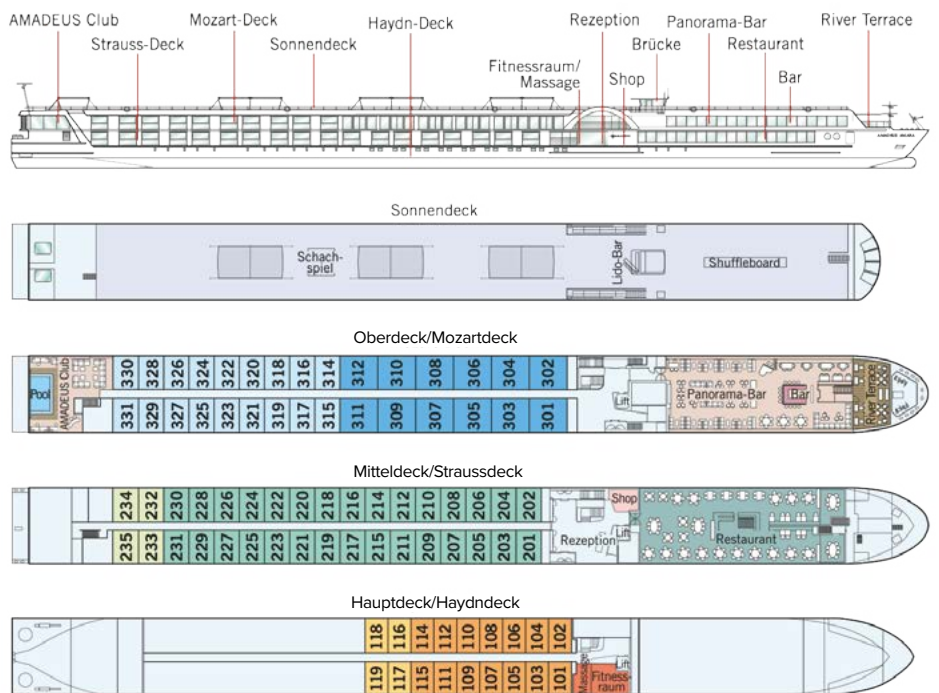 AMADEUS Club
Mozart-Deck
Haydn-Deck
Rezeption
Panorama-Bar
River Terrace
Strauss-Deck
Sonnendeck
Brücke
Restaurant
Fitnessraum/
Massage
Shop
Bar
Sonnendeck
Schach-
spiel
Lido-Bar
Shuffleboard
Oberdeck/Mozartdeck
330 328 326 324 322 320 318 316 314 312 310 308 306 304 302
Pool
AMADEUS Club
Lift
Panorama-Bar
Bar
River Terrace
331 329 327 325 323 321 319 317 315 311 309 307 305 303 301
Mitteldeck/Straussdeck
234 232 230 228 226 224 222 220 218 216 214 212 210 208 206 204 202
Shop
Rezeption
Lift
Restaurant
235 233 231 229 227 225 223 221 219 217 215 211 209 207 205 203 201
Hauptdeck/Haydndeck
118 116 114 112 110 108 106 104 102
Massage
Lift
Fitness-
raum
119 117 115 111 109 107 105 103 101